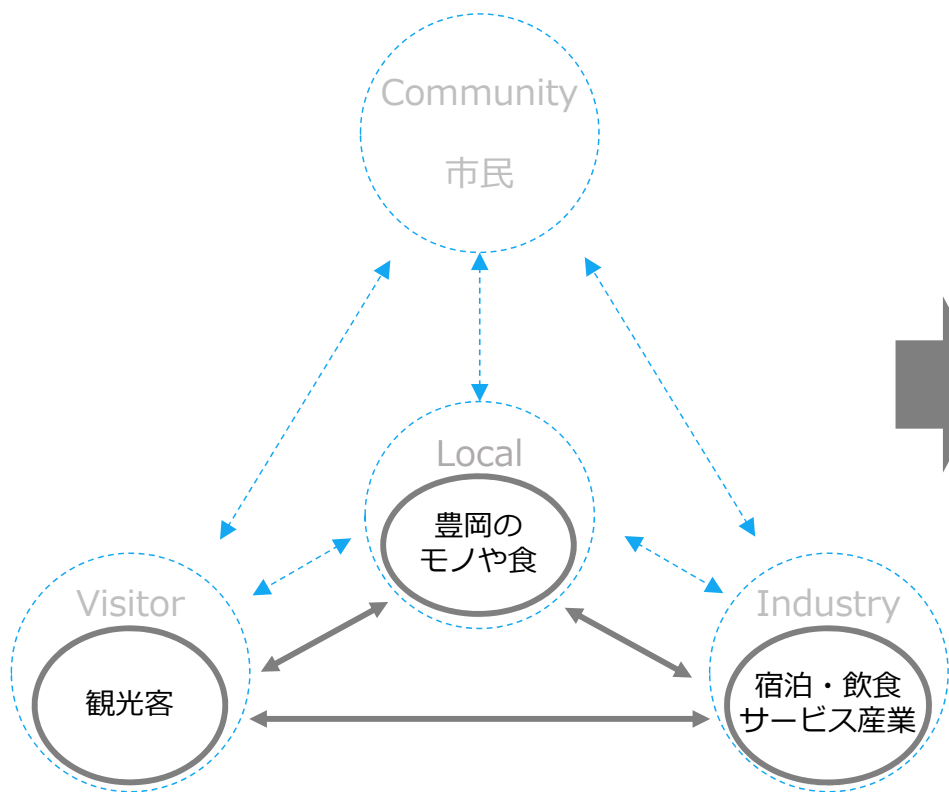 Community
市民
Local
豊岡の
モノや食
Visitor
観光客
Industry
宿泊・飲食
サービス産業